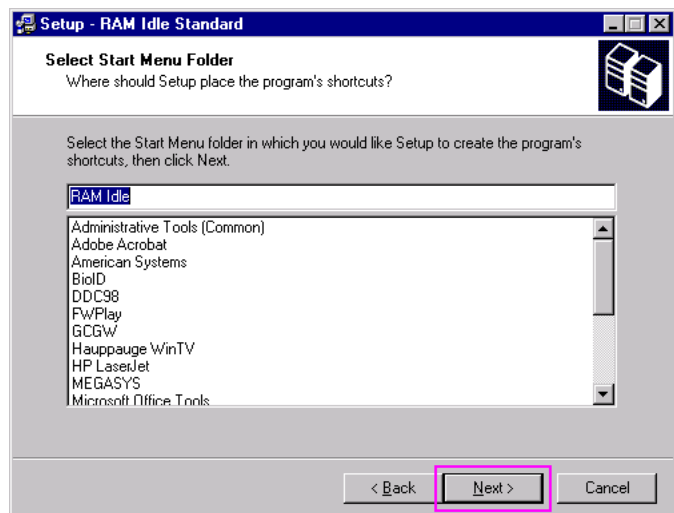 Setup - RAM Idle Standard
Select Start Menu Folder
Where should Setup place the program's shortcuts?
Select the Start Menu folder in which you would like Setup to create the program's
shortcuts, then click Next.
RAM Idle
Administrative Tools (Common)
Adobe Acrobat
American Systems
BioID
DDC98
FWPlay
GCGW
Hauppauge WinTV
HP LaserJet
MEGASYS
Microsoft Office Tools
< Back
Next >
Cancel